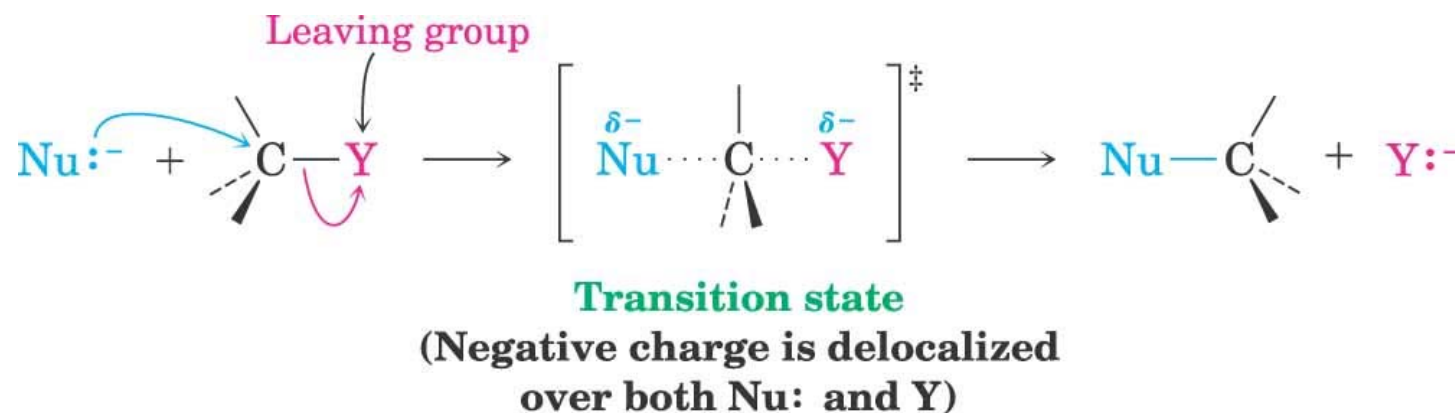 Leaving group
Nu:⁻ + C—Y → [Nu····C····Y]‡ → Nu—C + Y:⁻
δ− δ−
Transition state
(Negative charge is delocalized
over both Nu: and Y)